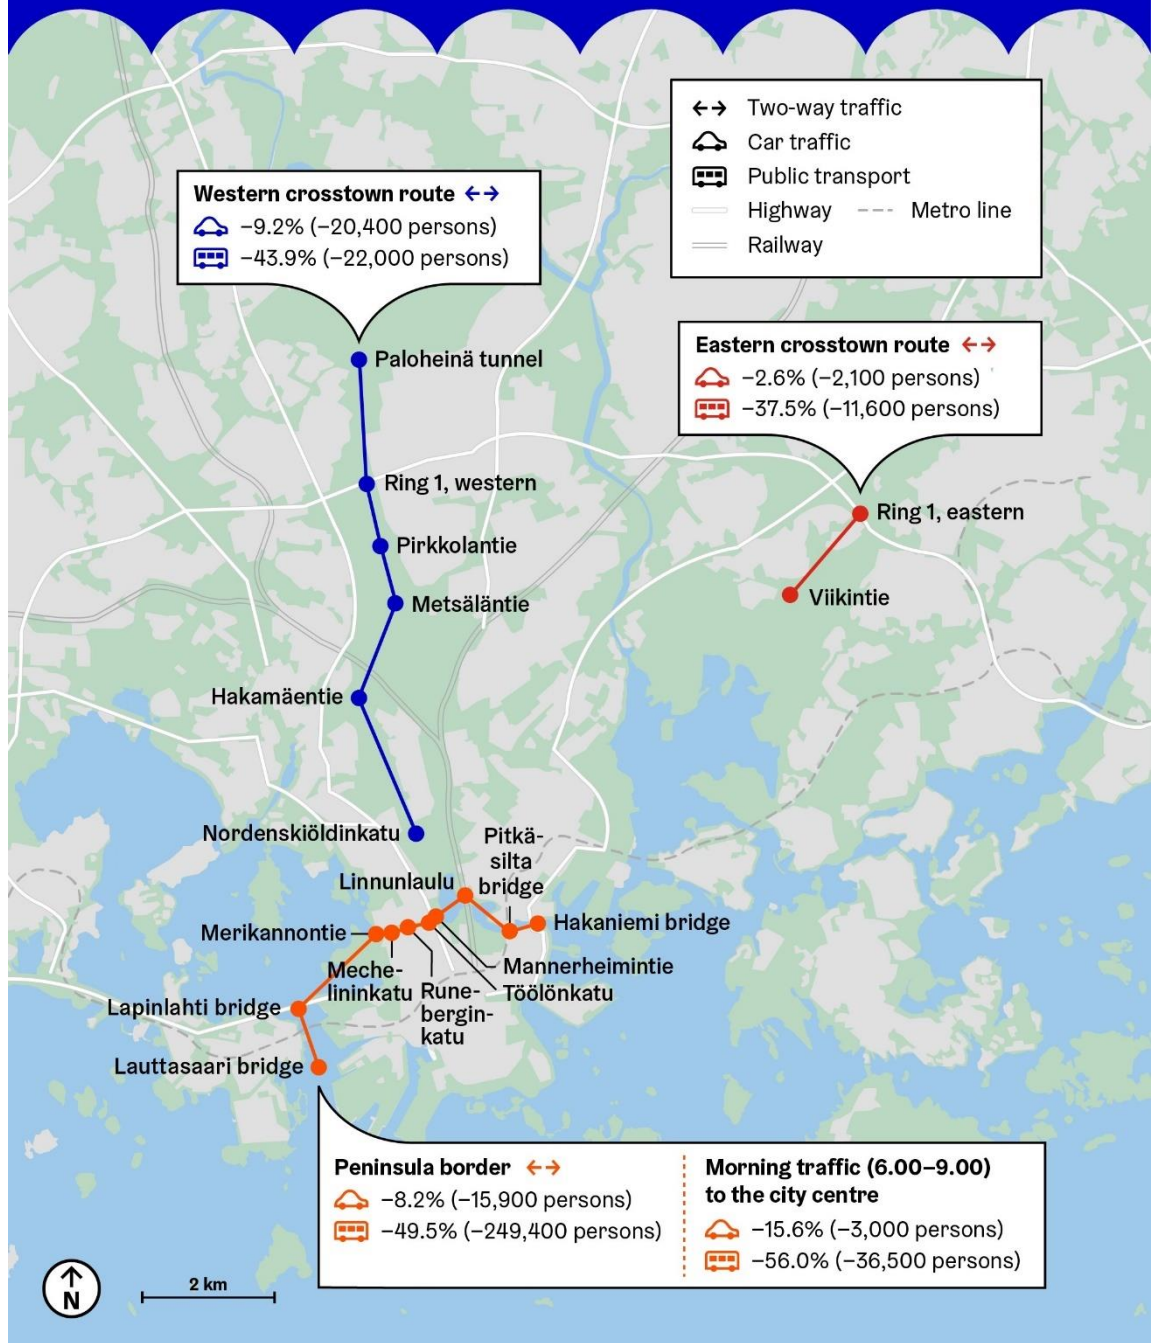 Two-way traffic
Car traffic
Public transport
Highway
Metro line
Railway
Western crosstown route
–9.2% (–20,400 persons)
–43.9% (–22,000 persons)
Eastern crosstown route
–2.6% (–2,100 persons)
–37.5% (–11,600 persons)
Paloheinä tunnel
Ring 1, western
Pirkkolantie
Metsäläntie
Hakamäentie
Nordenskiöldinkatu
Ring 1, eastern
Viikintie
Pitkä-
silta
bridge
Linnunlaulu
Hakaniemi bridge
Merikannontie
Mannerheimintie
Töölönkatu
Meche-
lininkatu
Rune-
bergin-
katu
Lapinlahti bridge
Lauttasaari bridge
Peninsula border
–8.2% (–15,900 persons)
–49.5% (–249,400 persons)
Morning traffic (6.00–9.00)
to the city centre
–15.6% (–3,000 persons)
–56.0% (–36,500 persons)
N
2 km